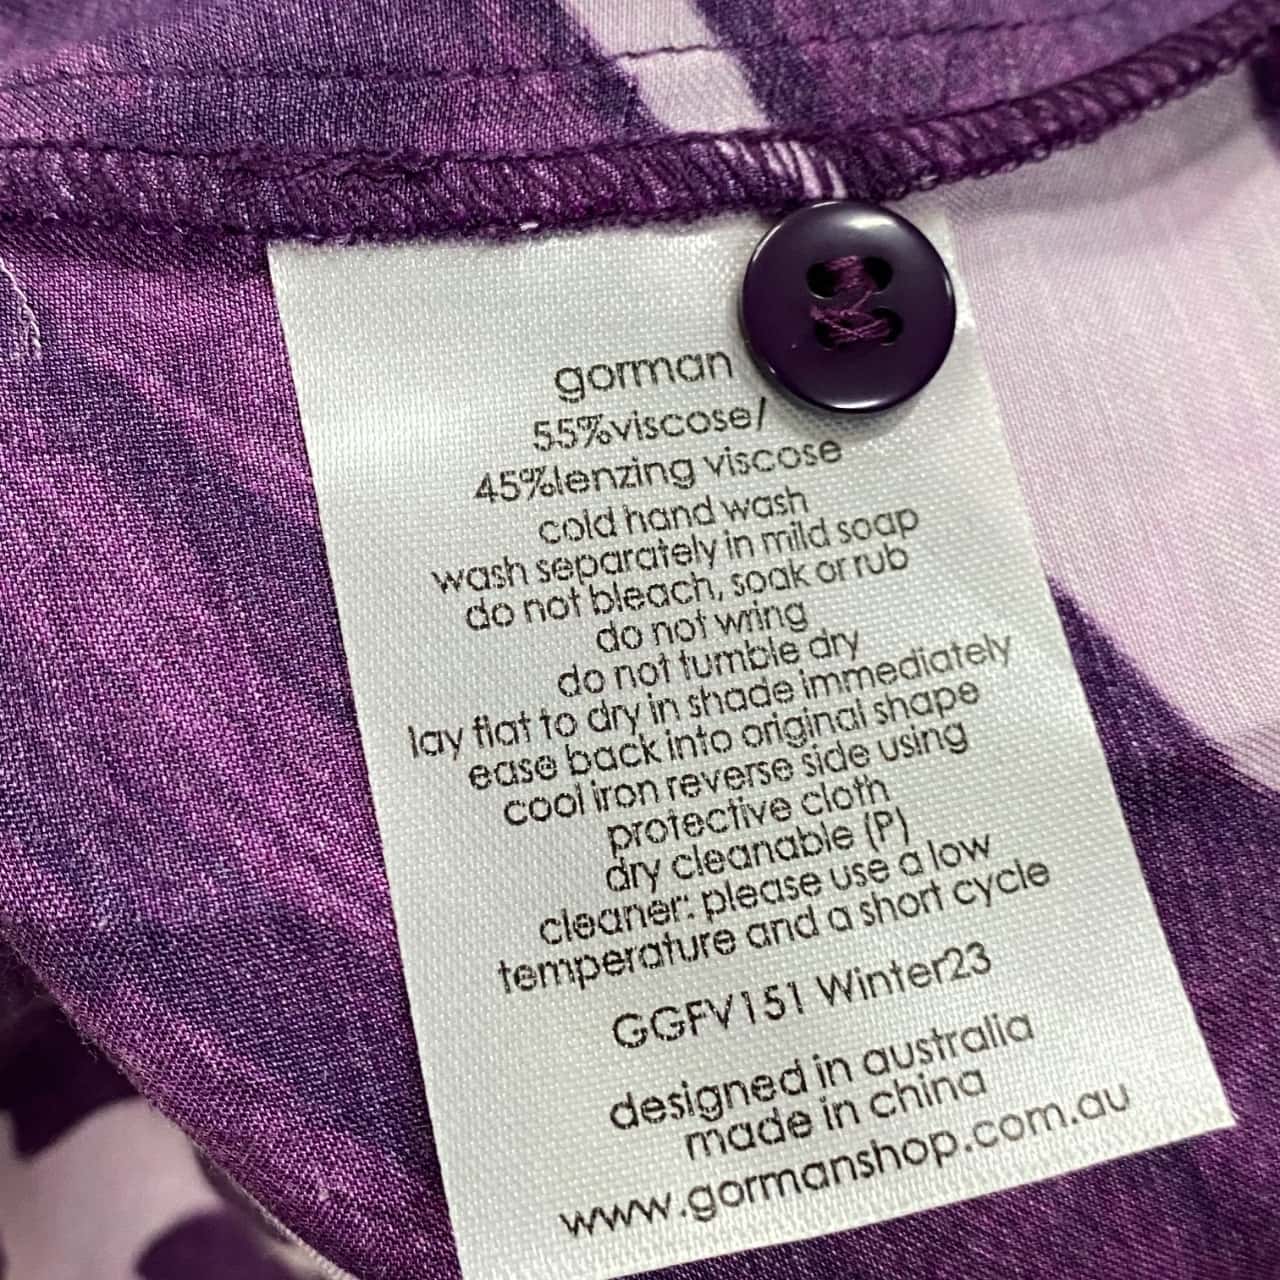 gorman
55%viscose/
45%lenzing viscose
cold hand wash
wash separately in mild soap
do not bleach, soak or rub
do not wring
do not tumble dry
lay flat to dry in shade immediately
ease back into original shape
cool iron reverse side using
protective cloth
dry cleanable (P)
cleaner: please use a low
temperature and a short cycle
GGFV151 Winter23
designed in australia
made in china
www.gormanshop.com.au